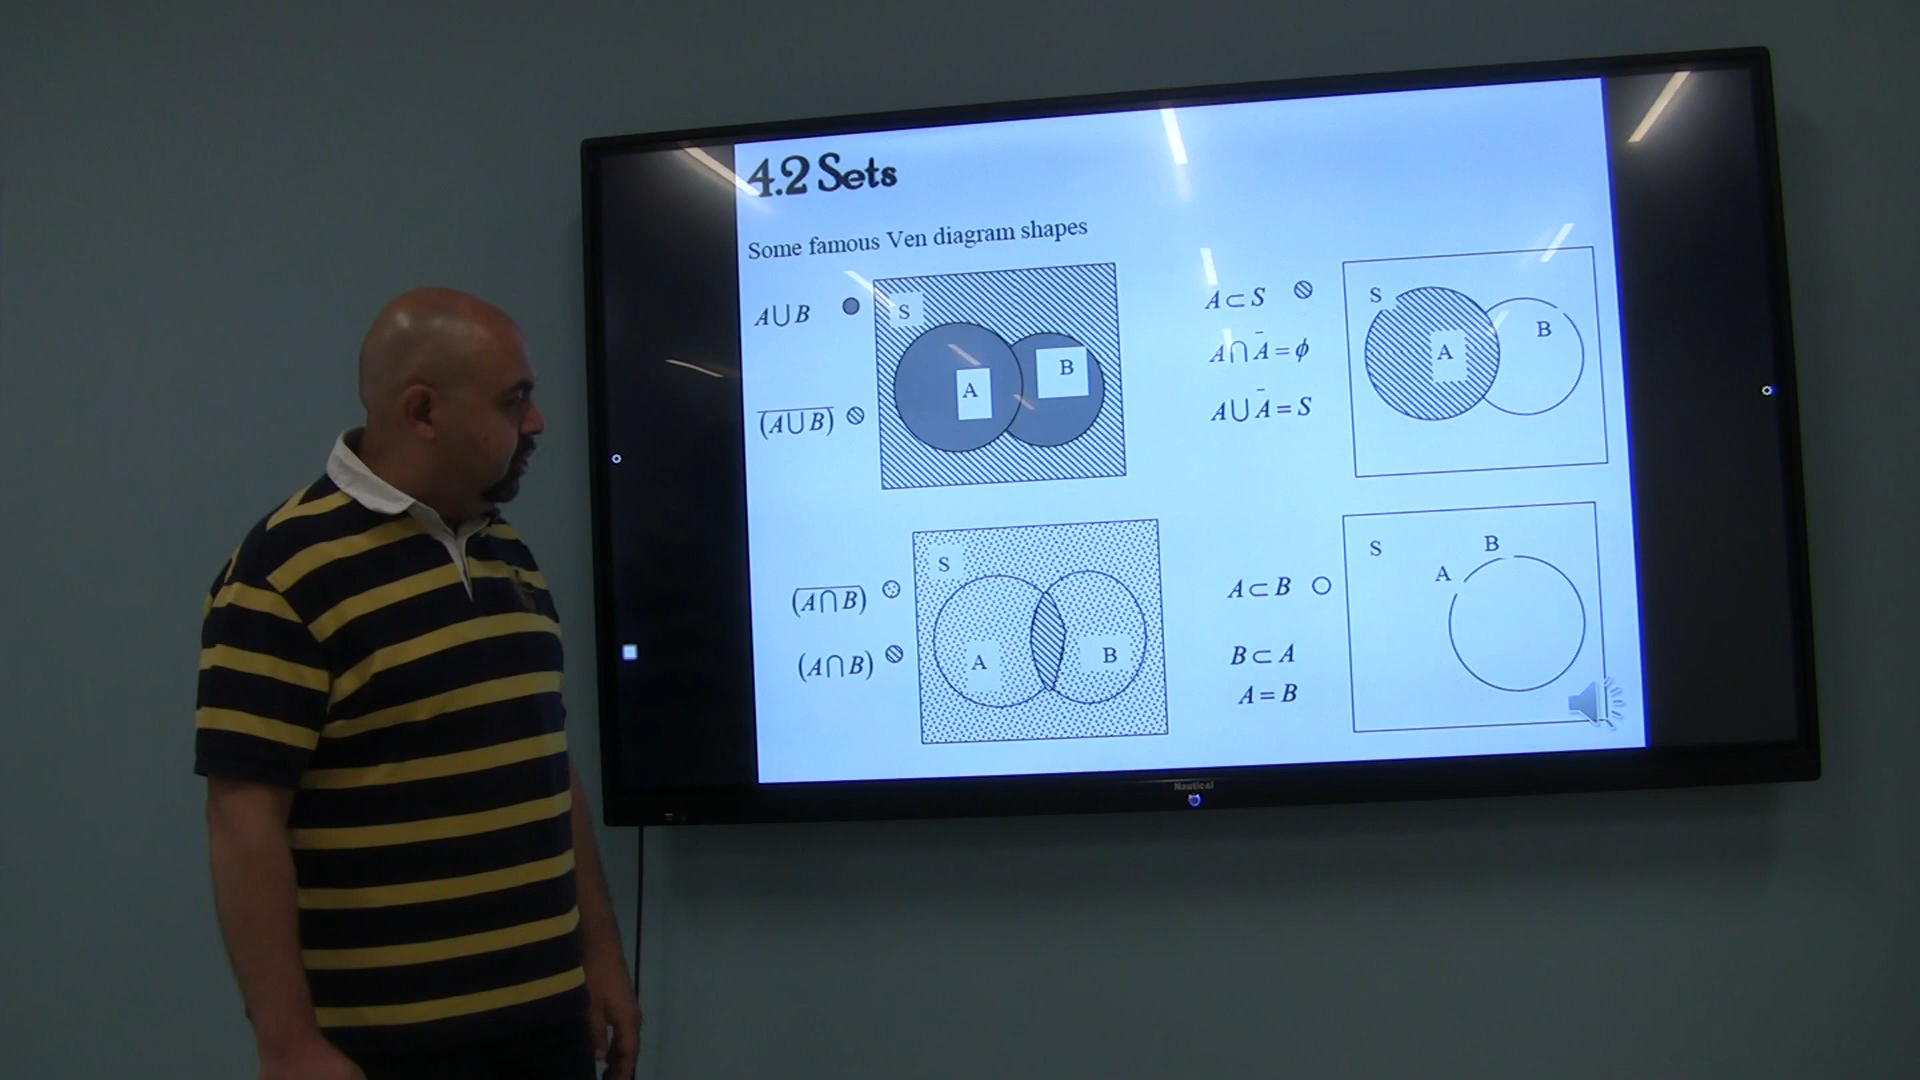 4.2 Sets
Some famous Ven diagram shapes
A⋃B
S
A
B
(A⋃B)̅
A⊂S
A⋂A̅=ϕ
A⋃A̅=S
S
A
B
(A⋂B)̅
(A⋂B)
S
A
B
A⊂B
B⊂A
A=B
S
B
A
Nautical